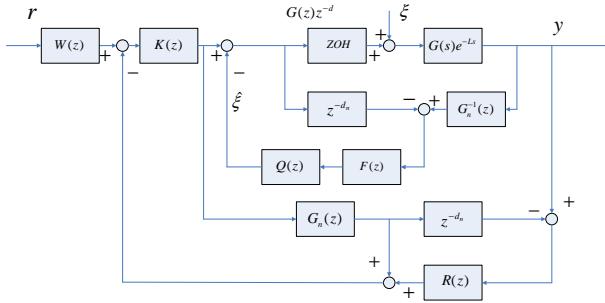 G(z)z^{-d}
r
ξ
y
W(z)
+
−
K(z)
+
−
ZOH
+
+
G(s)e^{-Ls}
ξ̂
z^{-d_n}
−
+
G_n^{-1}(z)
Q(z)
F(z)
G_n(z)
z^{-d_n}
−
+
+
+
R(z)